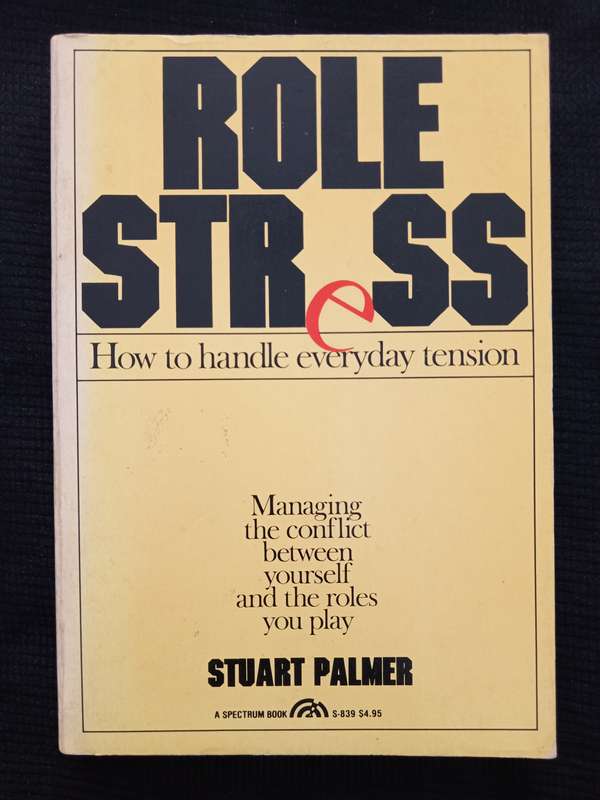 ROLE
STReSS
How to handle everyday tension
Managing
the conflict
between
yourself
and the roles
you play
STUART PALMER
A SPECTRUM BOOK S-839 $4.95